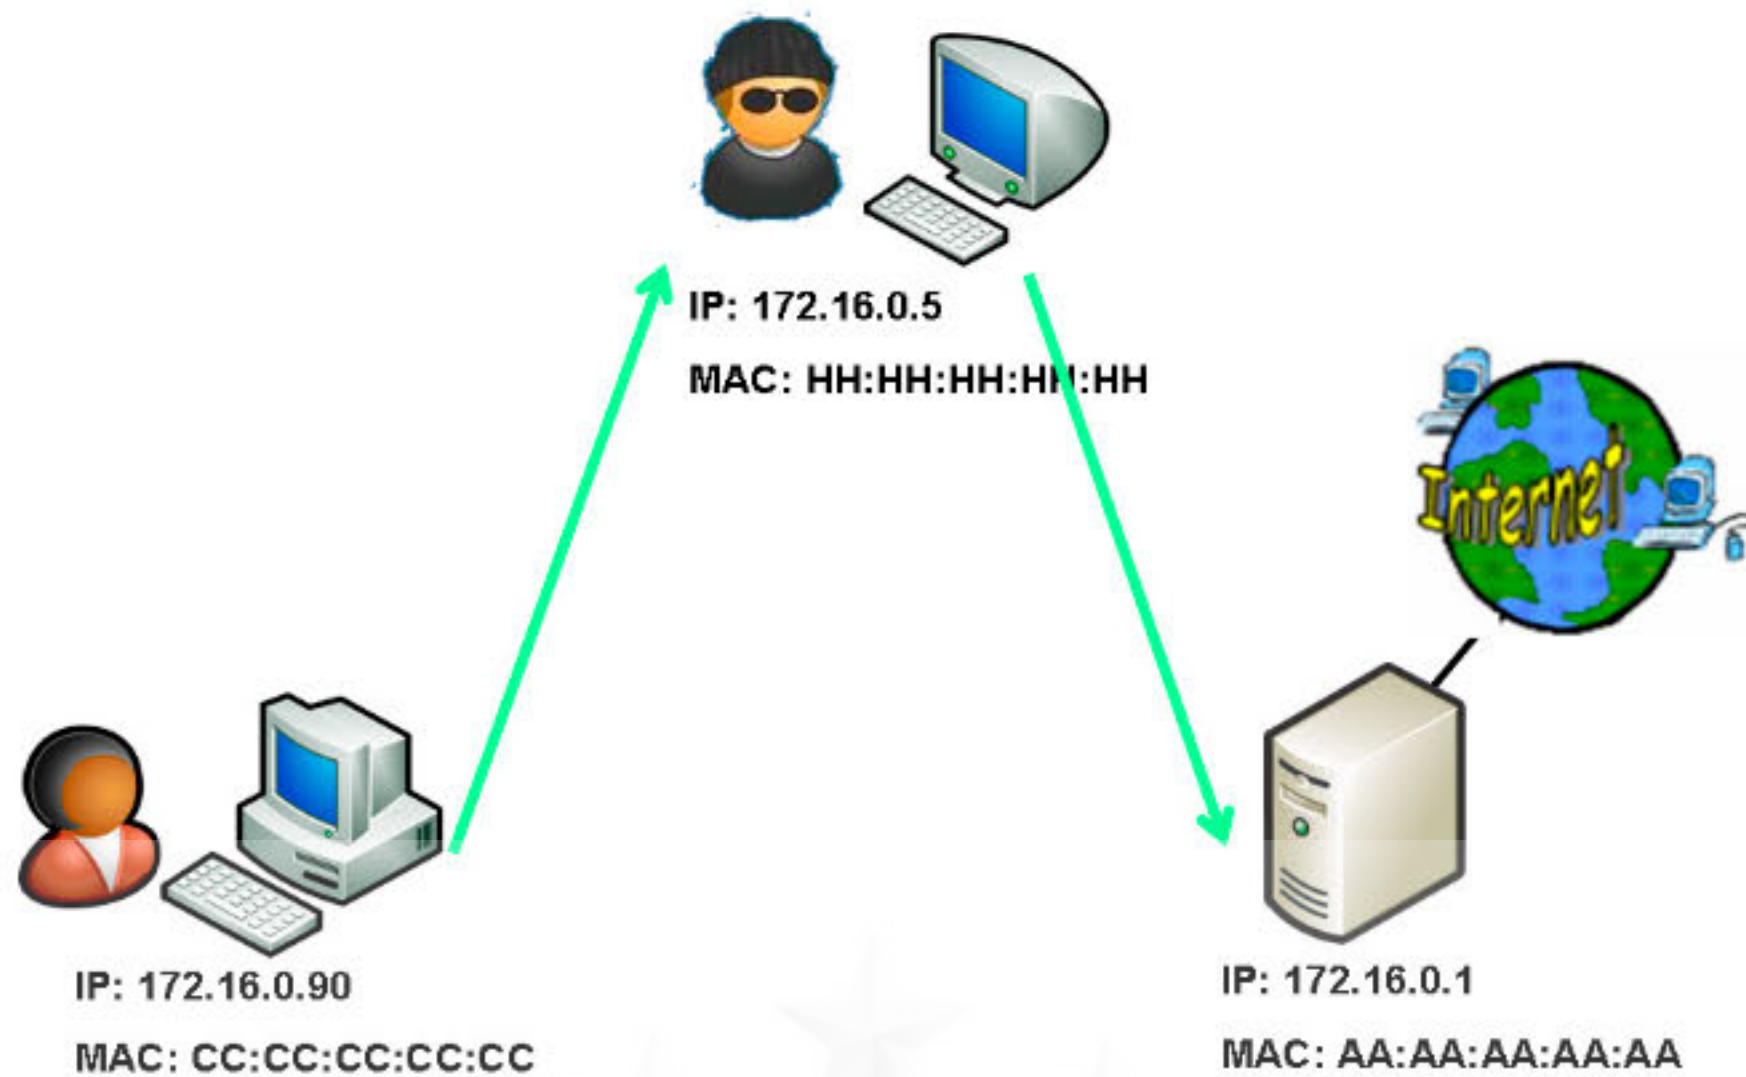 IP: 172.16.0.5
MAC: HH:HH:HH:HH:HH
Internet
IP: 172.16.0.90
MAC: CC:CC:CC:CC:CC
IP: 172.16.0.1
MAC: AA:AA:AA:AA:AA